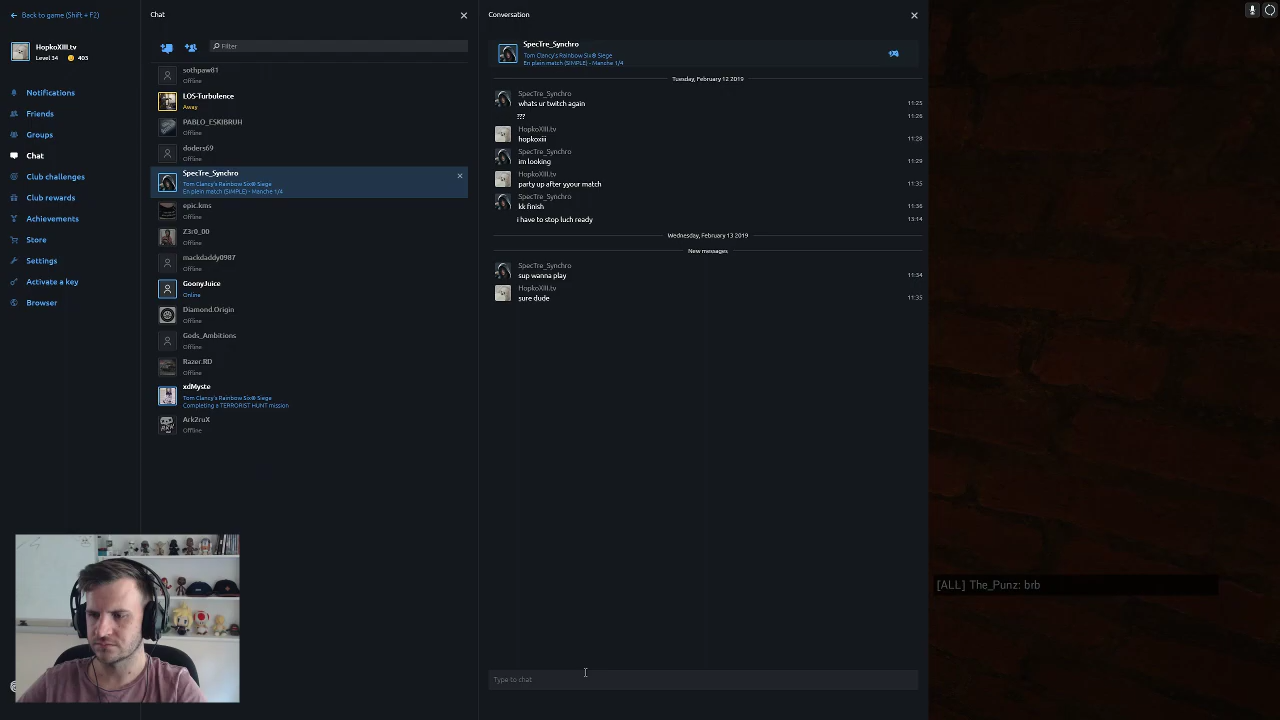 Back to game (Shift + F2)
HopkoXIII.tv
Level 34
403
Notifications
Friends
Groups
Chat
Club challenges
Club rewards
Achievements
Store
Settings
Activate a key
Browser
Chat
Filter
sothpaw81
Offline
LOS-Turbulence
Away
PABLO_ESKIBRUH
Offline
doders69
Offline
SpecTre_Synchro
Tom Clancy's Rainbow Six® Siege
En plein match (SIMPLE) - Manche 1/4
epic.kms
Offline
Z3r0_00
Offline
mackdaddy0987
Offline
GoonyJuice
Online
Diamond.Origin
Offline
Gods_Ambitions
Offline
Razer.RD
Offline
xdMyste
Tom Clancy's Rainbow Six® Siege
Completing a TERRORIST HUNT mission
ArkZruX
Offline
Conversation
SpecTre_Synchro
Tom Clancy's Rainbow Six® Siege
En plein match (SIMPLE) - Manche 1/4
Tuesday, February 12 2019
SpecTre_Synchro
whats ur twitch again 11:25
??? 11:26
HopkoXIII.tv
hopkoxiii 11:28
SpecTre_Synchro
im looking 11:29
HopkoXIII.tv
party up after yyour match 11:35
SpecTre_Synchro
kk finish 11:36
i have to stop luch ready 13:14
Wednesday, February 13 2019
New messages
SpecTre_Synchro
sup wanna play 11:34
HopkoXIII.tv
sure dude 11:35
Type to chat
[ALL] The_Punz: brb